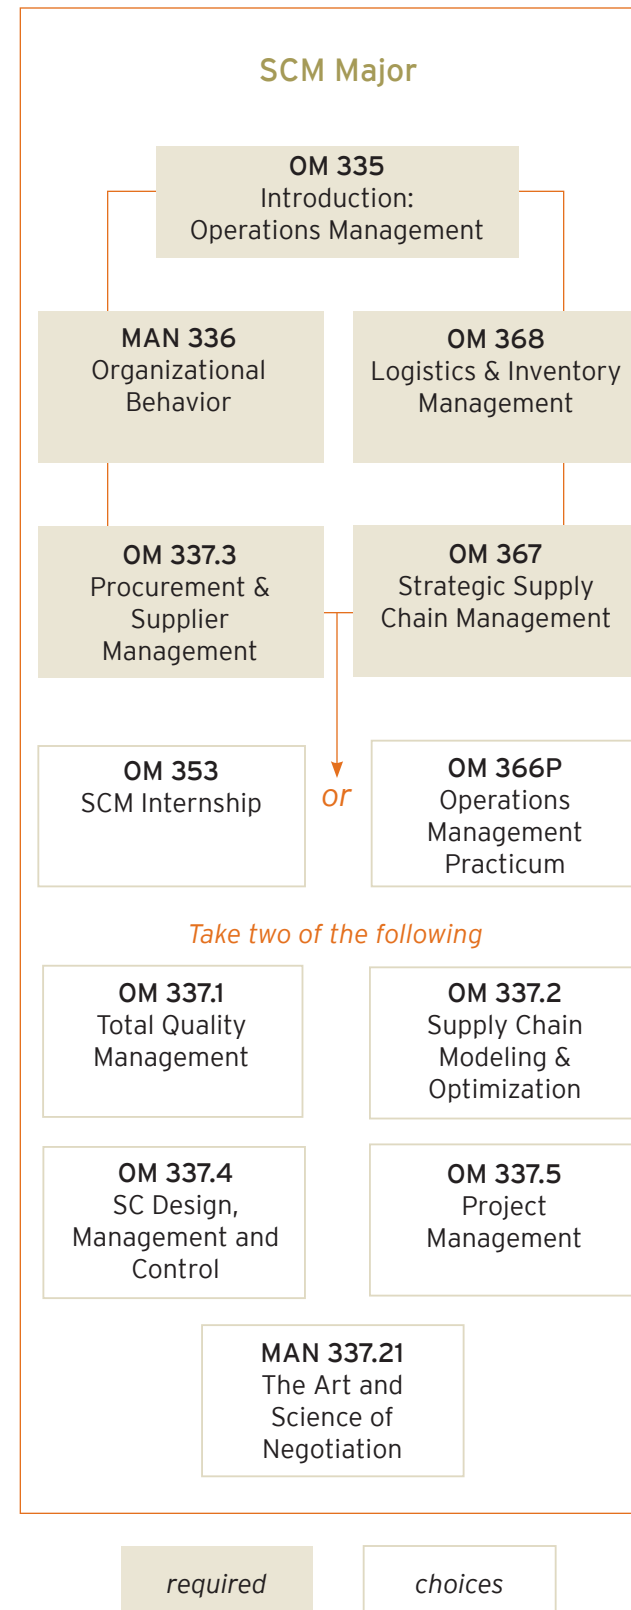 SCM Major
OM 335
Introduction:
Operations Management
MAN 336
Organizational
Behavior
OM 368
Logistics & Inventory
Management
OM 337.3
Procurement &
Supplier
Management
OM 367
Strategic Supply
Chain Management
OM 353
SCM Internship
or
OM 366P
Operations
Management
Practicum
Take two of the following
OM 337.1
Total Quality
Management
OM 337.2
Supply Chain
Modeling &
Optimization
OM 337.4
SC Design,
Management and
Control
OM 337.5
Project
Management
MAN 337.21
The Art and
Science of
Negotiation
required
choices